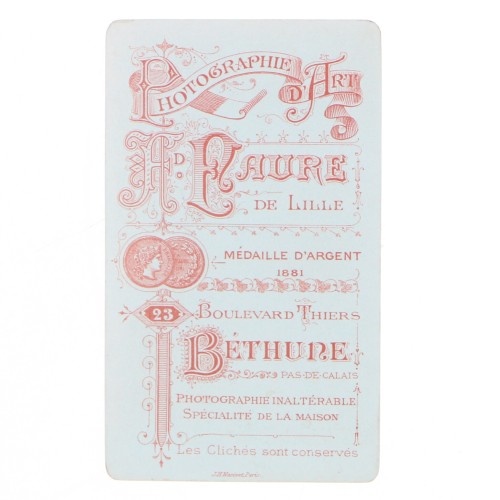 PHOTOGRAPHIE D'ART
Fd. FAURE
DE LILLE
MÉDAILLE D'ARGENT
1881
23 BOULEVARD THIERS
BÉTHUNE
PAS-DE-CALAIS
PHOTOGRAPHIE INALTÉRABLE
SPÉCIALITÉ DE LA MAISON
Les Clichés sont conservés